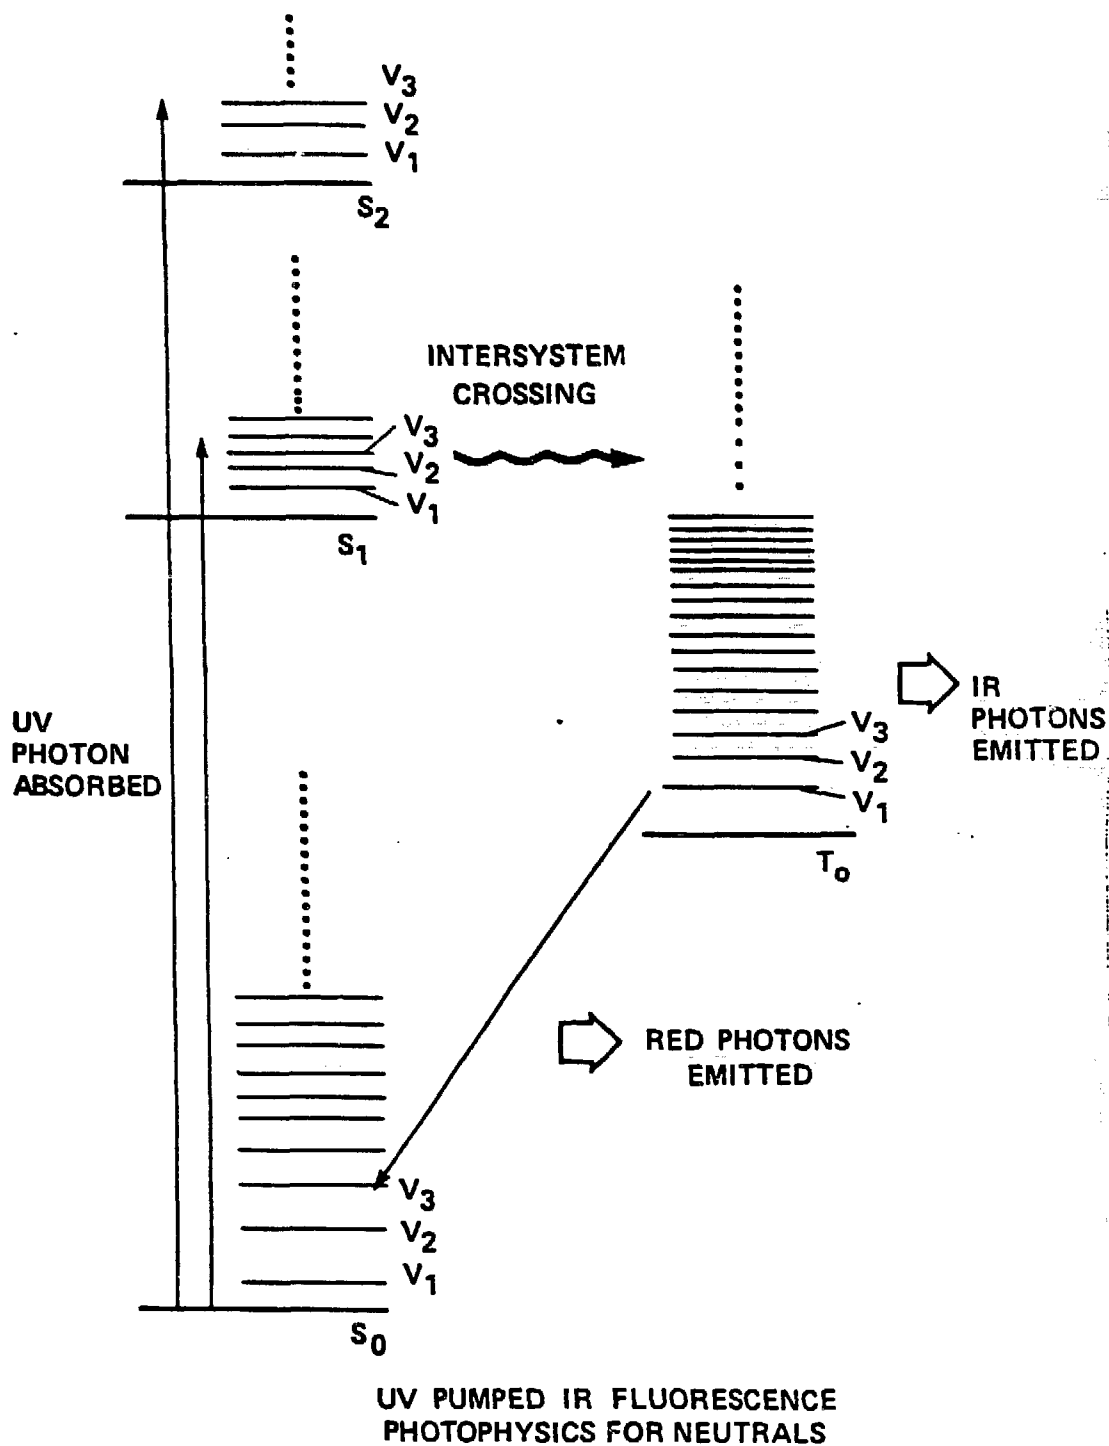 V3
V2
V1
S2
INTERSYSTEM
CROSSING
V3
V2
V1
S1
UV
PHOTON
ABSORBED
IR
PHOTONS
EMITTED
V3
V2
V1
To
RED PHOTONS
EMITTED
V3
V2
V1
S0
UV PUMPED IR FLUORESCENCE
PHOTOPHYSICS FOR NEUTRALS